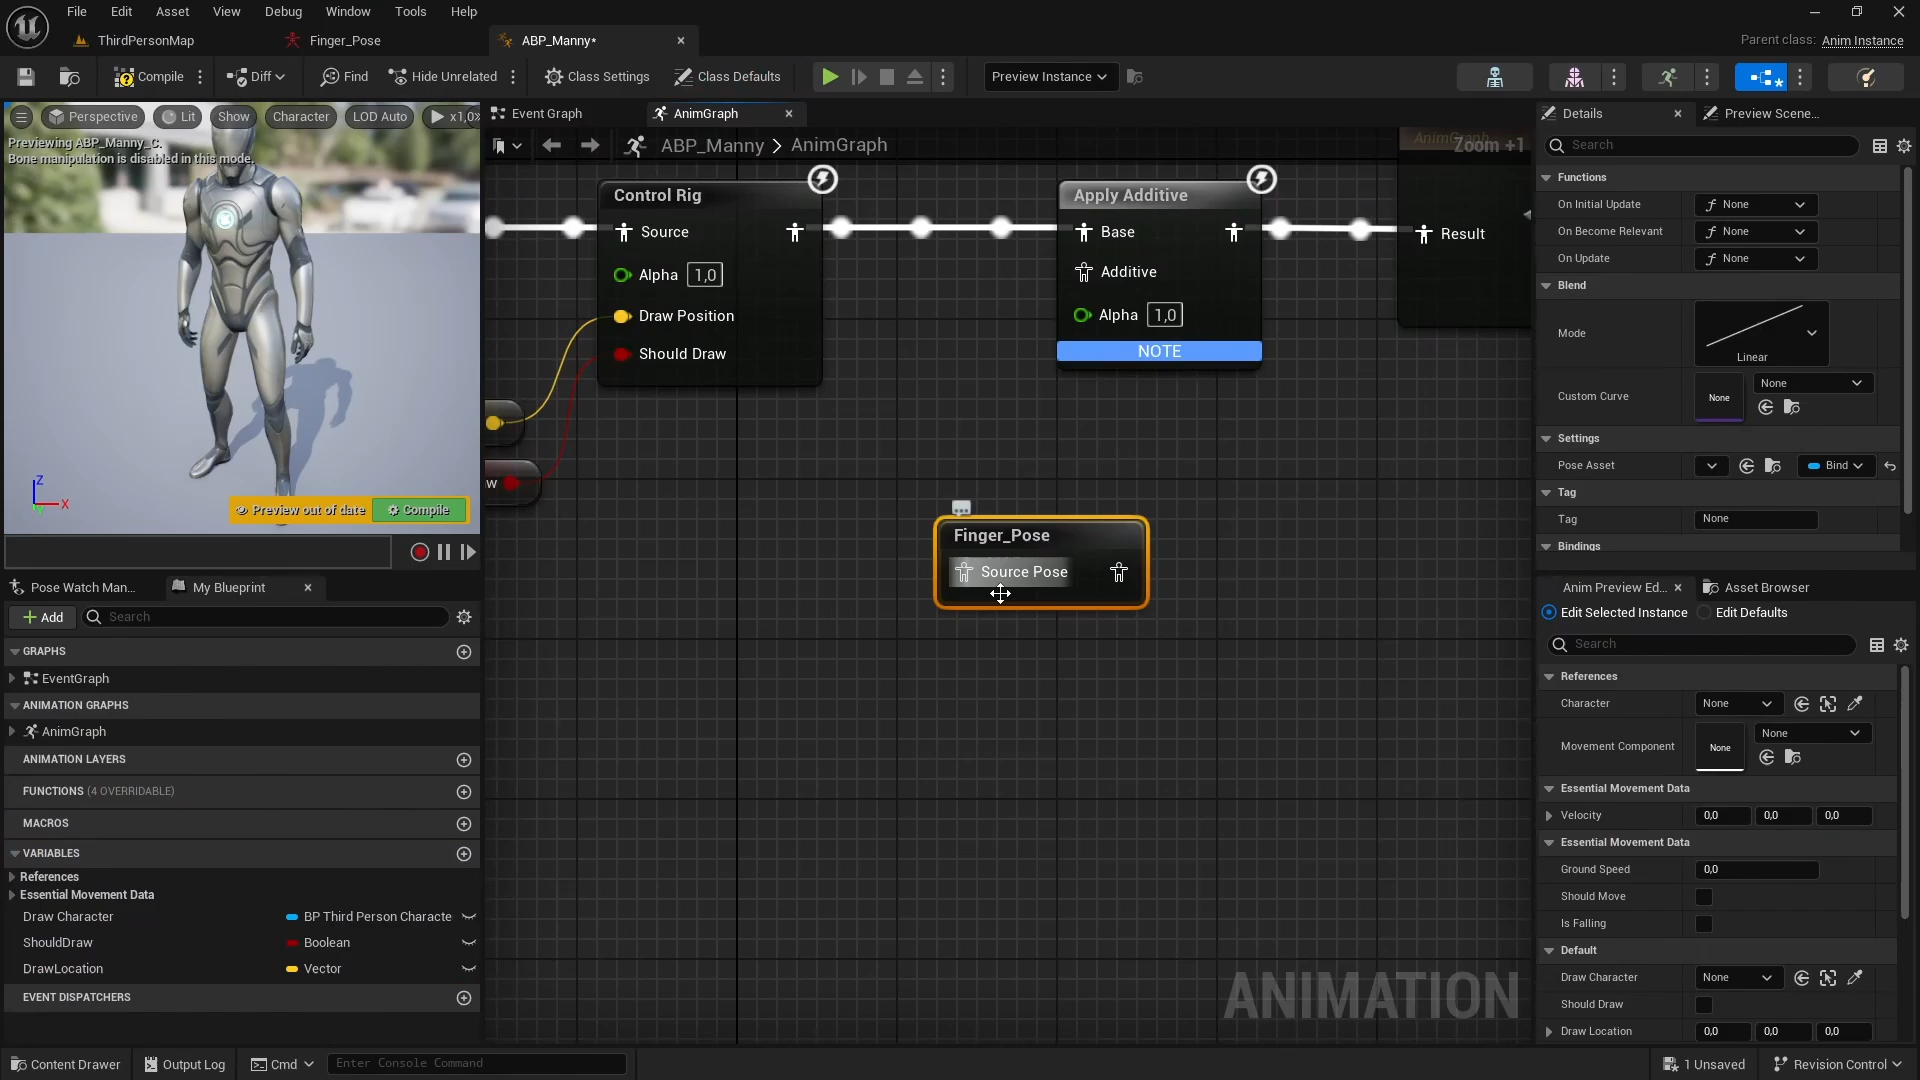 File Edit Asset View Debug Window Tools Help
ThirdPersonMap Finger_Pose ABP_Manny* Parent class: Anim Instance
Compile Diff Find Hide Unrelated Class Settings Class Defaults Preview Instance
Perspective Lit Show Character LOD Auto x1,0
Previewing ABP_Manny_C.
Bone manipulation is disabled in this mode.
Z
X
Preview out of date Compile
Pose Watch Man... My Blueprint
Add Search
GRAPHS
EventGraph
ANIMATION GRAPHS
AnimGraph
ANIMATION LAYERS
FUNCTIONS (4 OVERRIDABLE)
MACROS
VARIABLES
References
Essential Movement Data
Draw Character BP Third Person Characte
ShouldDraw Boolean
DrawLocation Vector
EVENT DISPATCHERS
Event Graph AnimGraph
ABP_Manny > AnimGraph
AnimGraph
Zoom +1
Control Rig
Source
Alpha 1,0
Draw Position
Should Draw
w
Apply Additive
Base
Additive
Alpha 1,0
NOTE
Result
Finger_Pose
Source Pose
ANIMATION
Details Preview Scene...
Search
Functions
On Initial Update None
On Become Relevant None
On Update None
Blend
Mode Linear
Custom Curve None None
Settings
Pose Asset Bind
Tag
Tag None
Bindings
Anim Preview Ed... Asset Browser
Edit Selected Instance Edit Defaults
Search
References
Character None
Movement Component None None
Essential Movement Data
Velocity 0,0 0,0 0,0
Essential Movement Data
Ground Speed 0,0
Should Move
Is Falling
Default
Draw Character None
Should Draw
Draw Location 0,0 0,0 0,0
Content Drawer Output Log Cmd Enter Console Command 1 Unsaved Revision Control